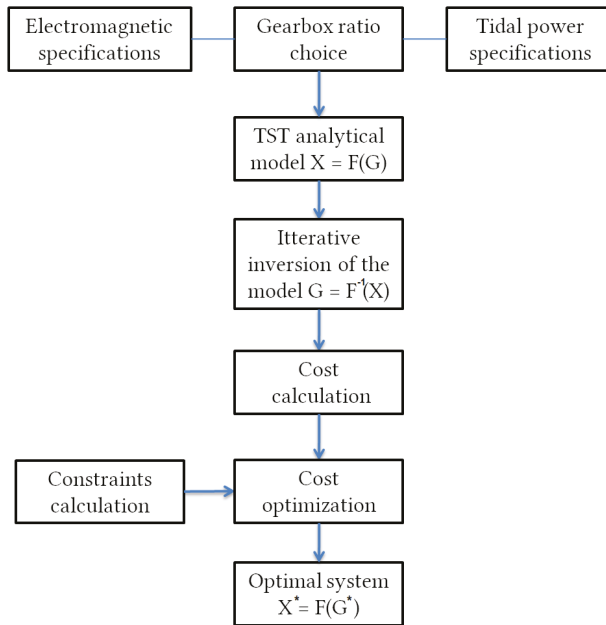 Electromagnetic
specifications
Gearbox ratio
choice
Tidal power
specifications
TST analytical
model X = F(G)
Itterative
inversion of the
model G = F⁻¹(X)
Cost
calculation
Constraints
calculation
Cost
optimization
Optimal system
X* = F(G*)